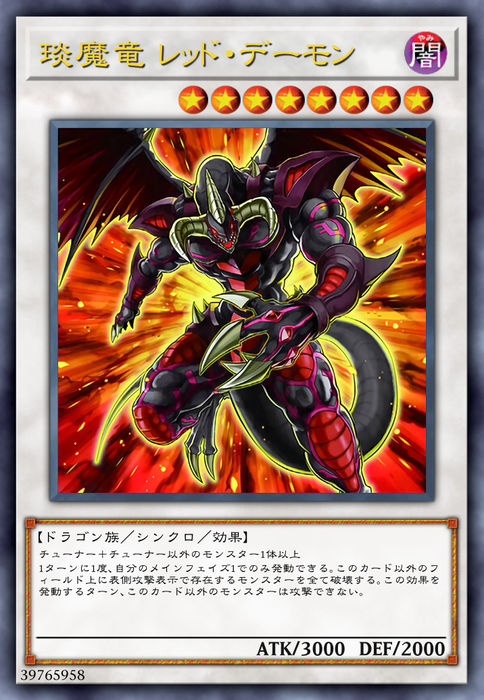 琰魔竜 レッド・デーモン
やみ
闇
【ドラゴン族／シンクロ／効果】
チューナー＋チューナー以外のモンスター1体以上
1ターンに1度、自分のメインフェイズ1でのみ発動できる。このカード以外のフ
ィールド上に表側攻撃表示で存在するモンスターを全て破壊する。この効果を
発動するターン、このカード以外のモンスターは攻撃できない。
ATK/3000 DEF/2000
39765958